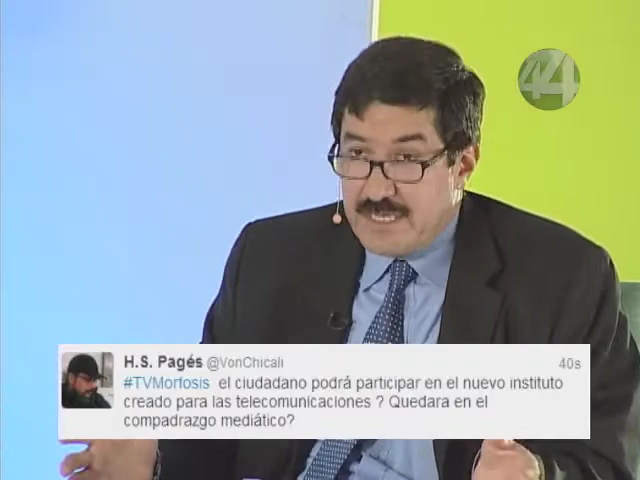 44
H.S. Pagés @VonChicali 40s
#TVMorfosis el ciudadano podrá participar en el nuevo instituto
creado para las telecomunicaciones ? Quedara en el
compadrazgo mediático?